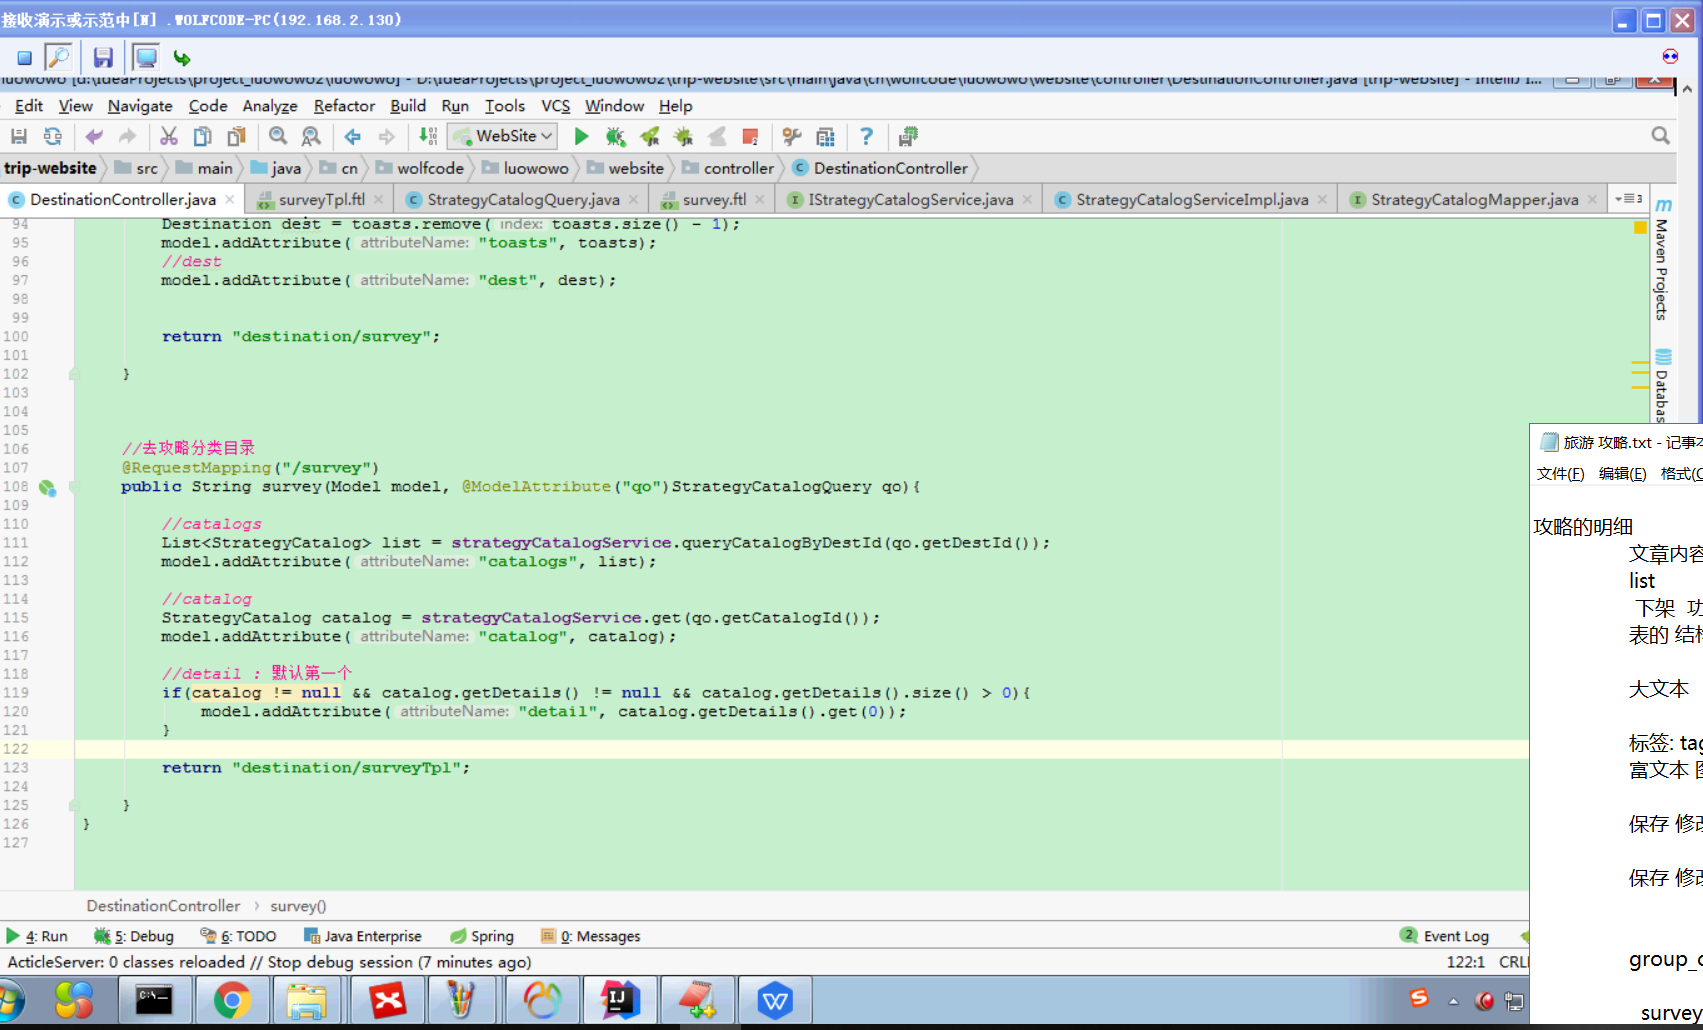 接收演示或示范中[N] .WOLFCODE-PC(192.168.2.130)
luowowo [d:\IdeaProjects\project_luowowo2\luowowo] - D:\IdeaProjects\project_luowowo2\trip-website\src\main\java\cn\wolfcode\luowowo\website\controller\DestinationController.java [trip-website] - IntelliJ I...
Edit View Navigate Code Analyze Refactor Build Run Tools VCS Window Help
WebSite
trip-website src main java cn wolfcode luowowo website controller DestinationController
DestinationController.java surveyTpl.ftl StrategyCatalogQuery.java survey.ftl IStrategyCatalogService.java StrategyCatalogServiceImpl.java StrategyCatalogMapper.java
94 Destination dest = toasts.remove( index: toasts.size() - 1);
95 model.addAttribute( attributeName: "toasts", toasts);
96 //dest
97 model.addAttribute( attributeName: "dest", dest);
98
99
100 return "destination/survey";
101
102 }
103
104
105
106 //去攻略分类目录
107 @RequestMapping("/survey")
108 public String survey(Model model, @ModelAttribute("qo")StrategyCatalogQuery qo){
109
110 //catalogs
111 List<StrategyCatalog> list = strategyCatalogService.queryCatalogByDestId(qo.getDestId());
112 model.addAttribute( attributeName: "catalogs", list);
113
114 //catalog
115 StrategyCatalog catalog = strategyCatalogService.get(qo.getCatalogId());
116 model.addAttribute( attributeName: "catalog", catalog);
117
118 //detail : 默认第一个
119 if(catalog != null && catalog.getDetails() != null && catalog.getDetails().size() > 0){
120 model.addAttribute( attributeName: "detail", catalog.getDetails().get(0));
121 }
122
123 return "destination/surveyTpl";
124
125 }
126 }
127
Maven Projects
Databas
旅游 攻略.txt - 记事本
文件(F) 编辑(E) 格式(O
攻略的明细
文章内容
list
下架 功
表的 结构
大文本
标签: tag
富文本 图
保存 修改
保存 修改
group_c
survey
DestinationController › survey()
4: Run 5: Debug 6: TODO Java Enterprise Spring 0: Messages 2 Event Log
ActicleServer: 0 classes reloaded // Stop debug session (7 minutes ago) 122:1 CRLF